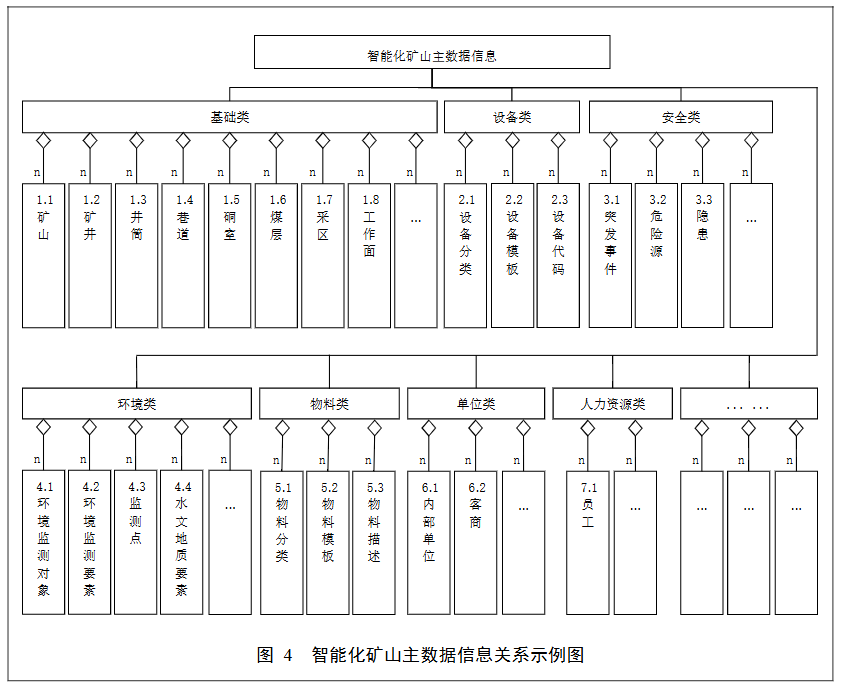 智能化矿山主数据信息
基础类 设备类 安全类
n n n n n n n n n n n n n n n n
1.1 矿山
1.2 矿井
1.3 井筒
1.4 巷道
1.5 硐室
1.6 煤层
1.7 采区
1.8 工作面
...
2.1 设备分类
2.2 设备模板
2.3 设备代码
3.1 突发事件
3.2 危险源
3.3 隐患
...
环境类 物料类 单位类 人力资源类 ... ...
n n n n n n n n n n n n n n n n
4.1 环境监测对象
4.2 环境监测要素
4.3 监测点
4.4 水文地质要素
...
5.1 物料分类
5.2 物料模板
5.3 物料描述
6.1 内部单位
6.2 客商
...
7.1 员工
...
...
...
...
图 4 智能化矿山主数据信息关系示例图